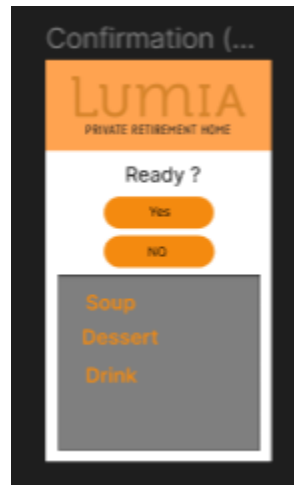 Confirmation (...
LUMIA
PRIVATE RETIREMENT HOME
Ready ?
Yes
NO
Soup
Dessert
Drink